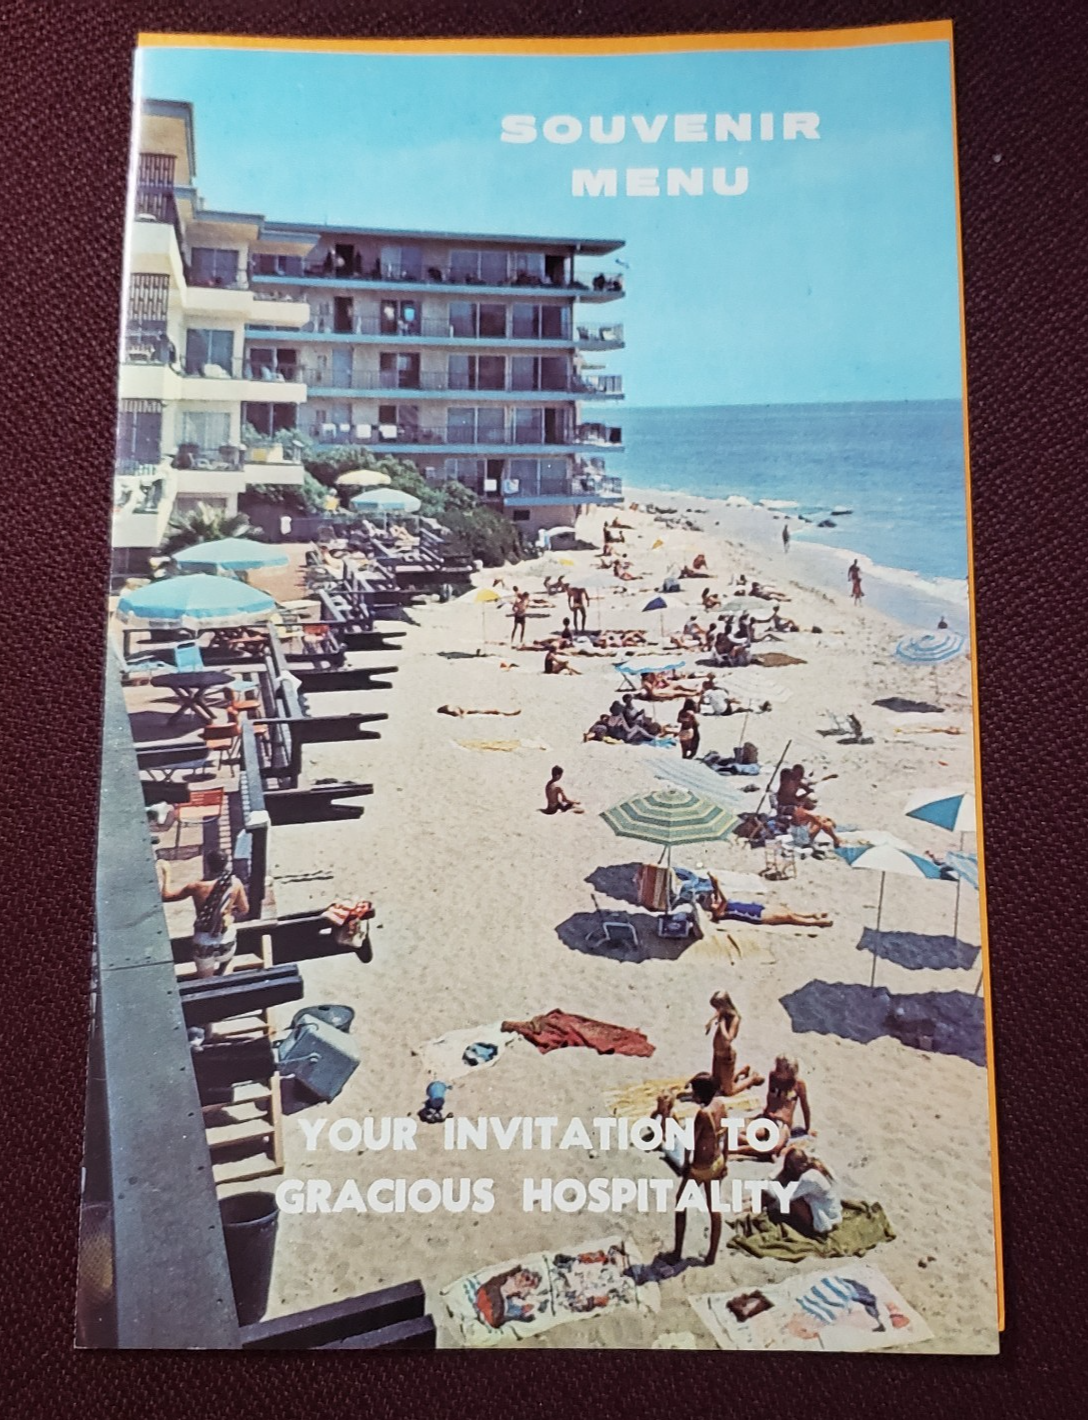 SOUVENIR
MENU
YOUR INVITATION TO
GRACIOUS HOSPITALITY